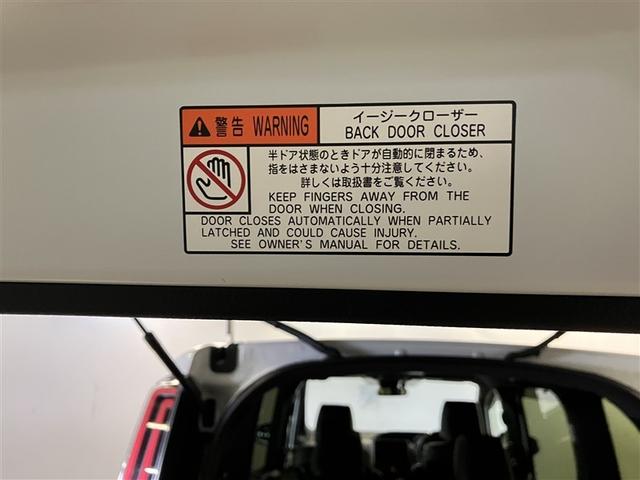 警告 WARNING
イージークローザー
BACK DOOR CLOSER
半ドア状態のときドアが自動的に閉まるため、
指をはさまないよう十分注意してください。
詳しくは取扱書をご覧ください。
KEEP FINGERS AWAY FROM THE
DOOR WHEN CLOSING.
DOOR CLOSES AUTOMATICALLY WHEN PARTIALLY
LATCHED AND COULD CAUSE INJURY.
SEE OWNER'S MANUAL FOR DETAILS.